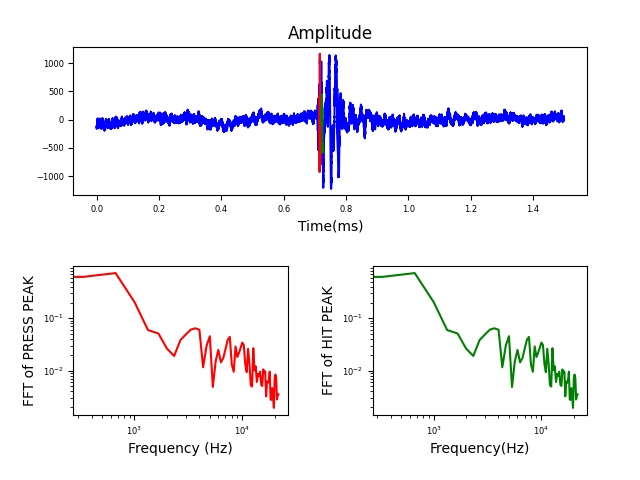 Amplitude
1000
500
0
−500
−1000
0.0 0.2 0.4 0.6 0.8 1.0 1.2 1.4
Time(ms)
FFT of PRESS PEAK
10⁻¹
10⁻²
10³ 10⁴
Frequency (Hz)
FFT of HIT PEAK
10⁻¹
10⁻²
10³ 10⁴
Frequency(Hz)